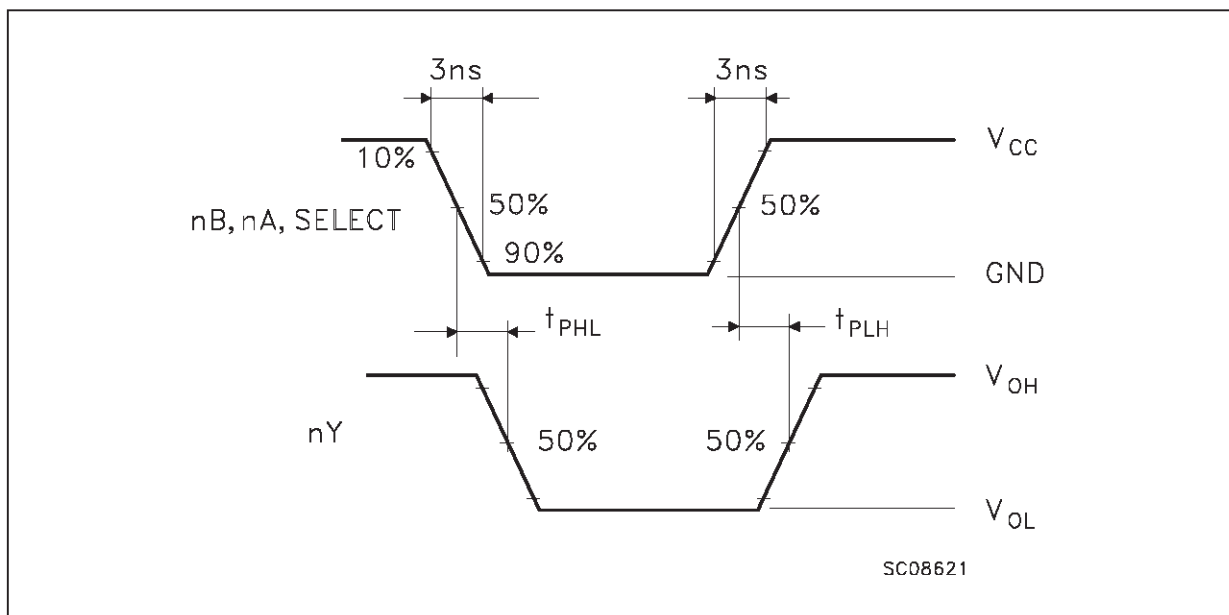 3ns 3ns
V_CC
10%
50% 50%
nB, nA, SELECT
90%
GND
t_PHL t_PLH
V_OH
nY 50% 50%
V_OL
SC08621